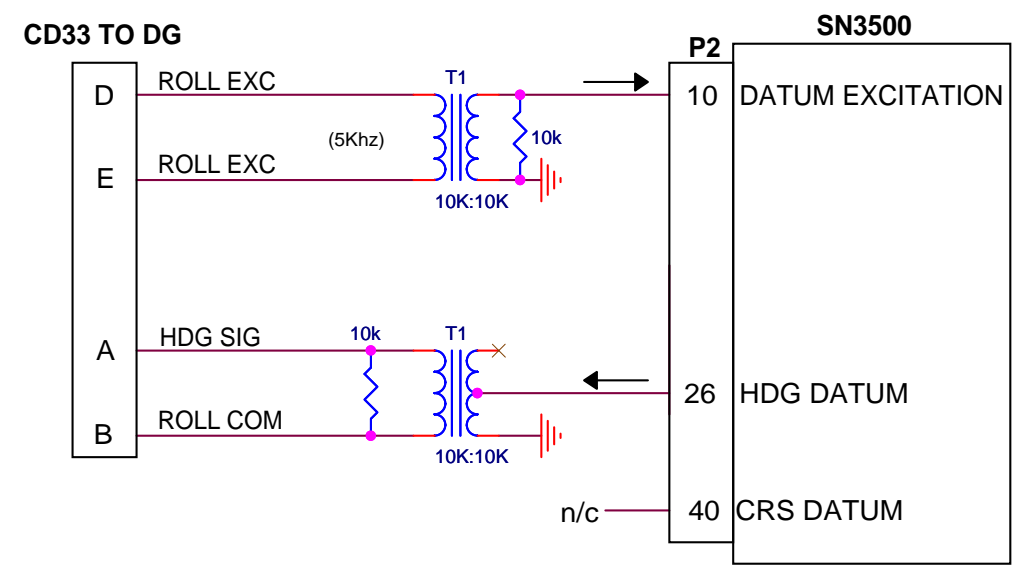 CD33 TO DG
SN3500
P2
D
ROLL EXC
T1
10
DATUM EXCITATION
(5Khz)
10k
E
ROLL EXC
10K:10K
A
HDG SIG
10k
T1
26
HDG DATUM
B
ROLL COM
10K:10K
n/c
40
CRS DATUM